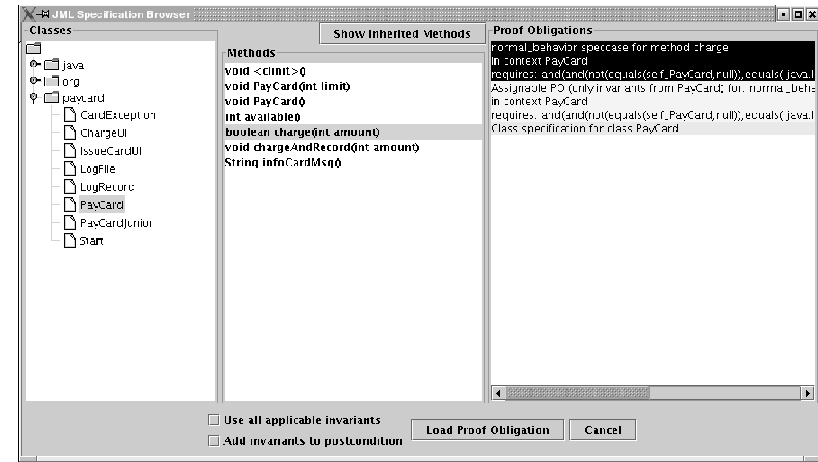 JML Specification Browser
Classes
java
org
paycard
CardException
ChargeUI
IssueCardUI
LogFile
LogRecord
PayCard
PayCardJunior
Start
Show Inherited Methods
Methods
void <clinit>()
void PayCard(int limit)
void PayCard()
int available()
boolean charge(int amount)
void chargeAndRecord(int amount)
String infoCardMsg()
Proof Obligations
normal_behavior speccase for method charge
in context PayCard
requires: and(and(not(equals(self_PayCard,null)),equals( java.l
Assignable PO (only invariants from PayCard) for: normal_beha
in context PayCard
requires: and(and(not(equals(self_PayCard,null)),equals( java.l
Class specification for class PayCard
Use all applicable invariants
Add invariants to postcondition
Load Proof Obligation
Cancel